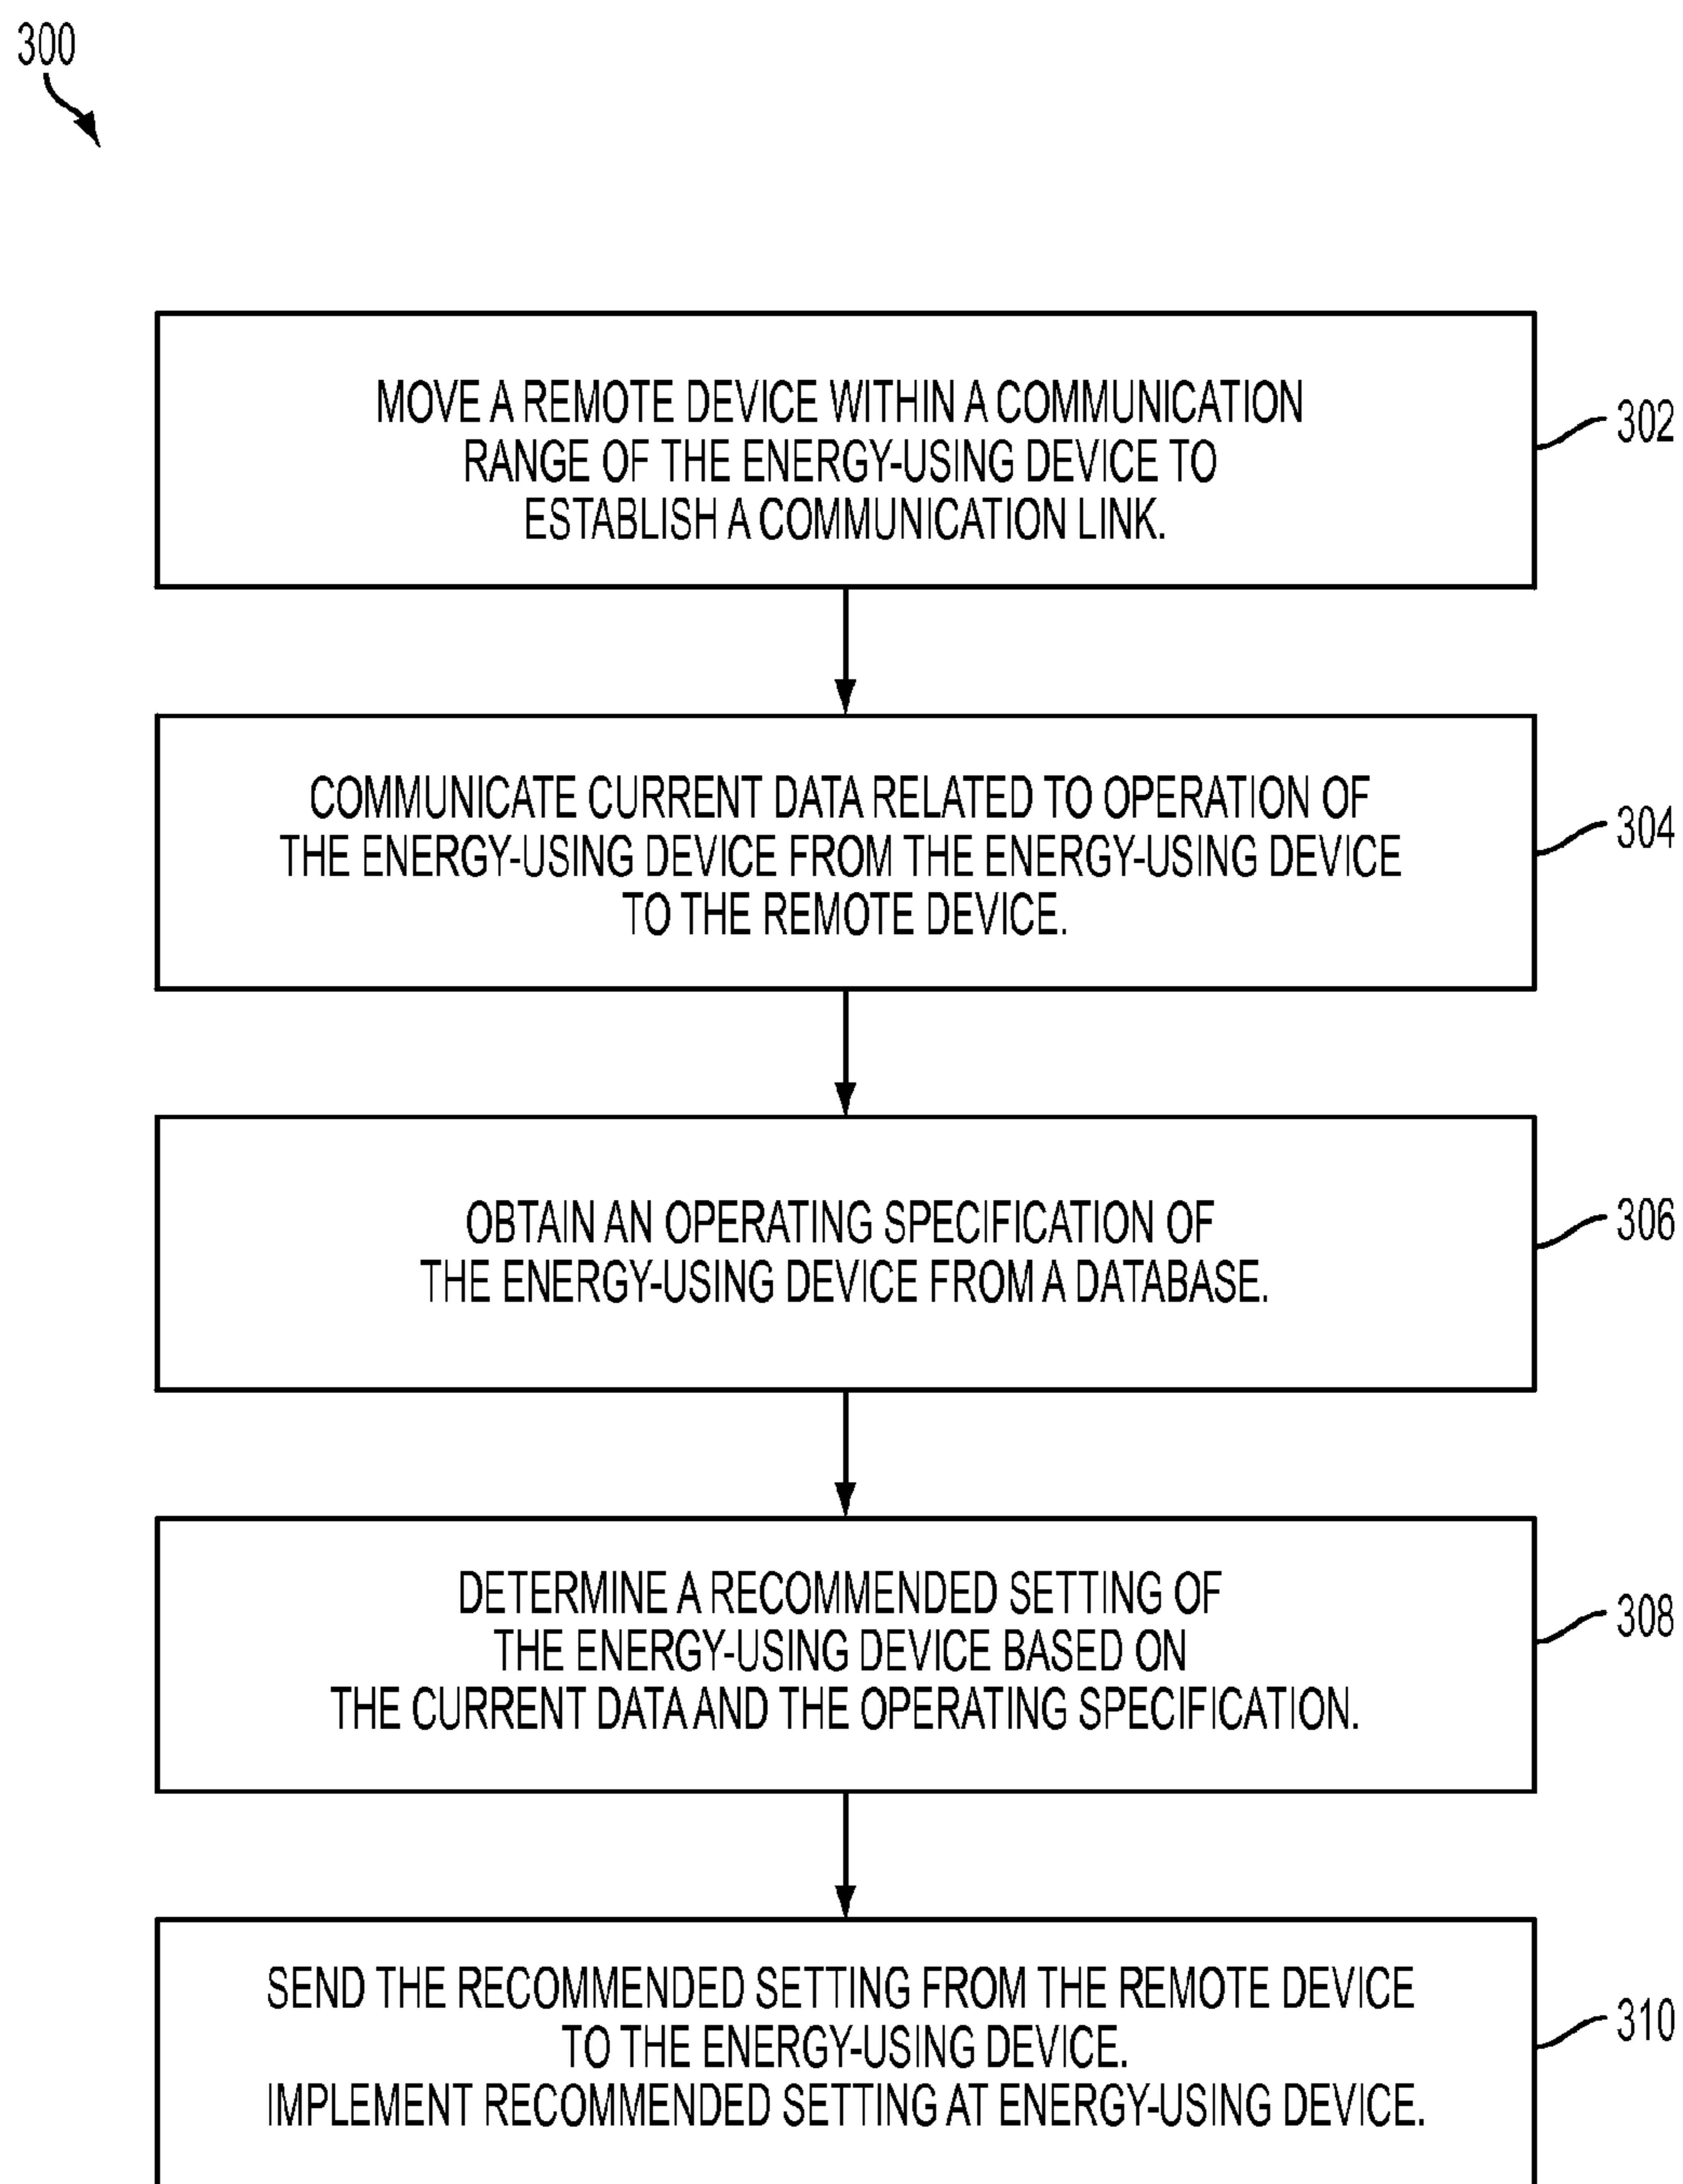 300
MOVE A REMOTE DEVICE WITHIN A COMMUNICATION
RANGE OF THE ENERGY-USING DEVICE TO
ESTABLISH A COMMUNICATION LINK.
302
COMMUNICATE CURRENT DATA RELATED TO OPERATION OF
THE ENERGY-USING DEVICE FROM THE ENERGY-USING DEVICE
TO THE REMOTE DEVICE.
304
OBTAIN AN OPERATING SPECIFICATION OF
THE ENERGY-USING DEVICE FROM A DATABASE.
306
DETERMINE A RECOMMENDED SETTING OF
THE ENERGY-USING DEVICE BASED ON
THE CURRENT DATA AND THE OPERATING SPECIFICATION.
308
SEND THE RECOMMENDED SETTING FROM THE REMOTE DEVICE
TO THE ENERGY-USING DEVICE.
IMPLEMENT RECOMMENDED SETTING AT ENERGY-USING DEVICE.
310